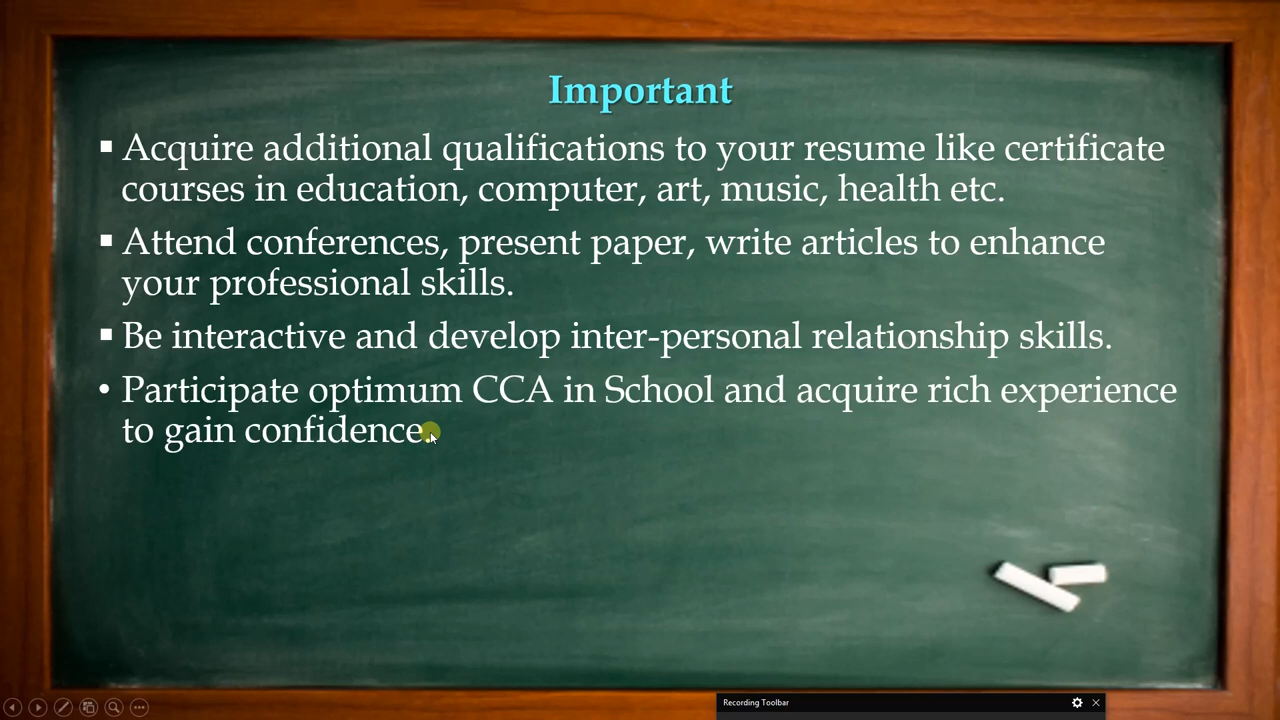 Important
▪ Acquire additional qualifications to your resume like certificate
courses in education, computer, art, music, health etc.
▪ Attend conferences, present paper, write articles to enhance
your professional skills.
▪ Be interactive and develop inter-personal relationship skills.
• Participate optimum CCA in School and acquire rich experience
to gain confidence.
Recording Toolbar